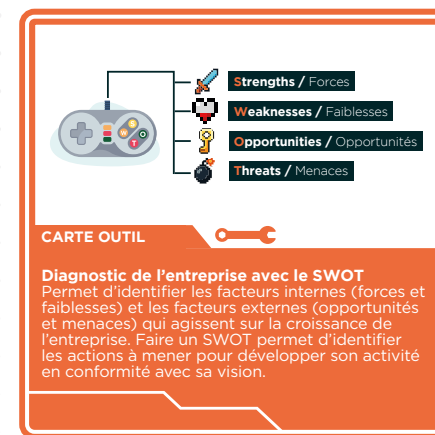 Strengths / Forces
Weaknesses / Faiblesses
Opportunities / Opportunités
Threats / Menaces
S
W
O
T
CARTE OUTIL
Diagnostic de l'entreprise avec le SWOT
Permet d'identifier les facteurs internes (forces et
faiblesses) et les facteurs externes (opportunités
et menaces) qui agissent sur la croissance de
l'entreprise. Faire un SWOT permet d'identifier
les actions à mener pour développer son activité
en conformité avec sa vision.